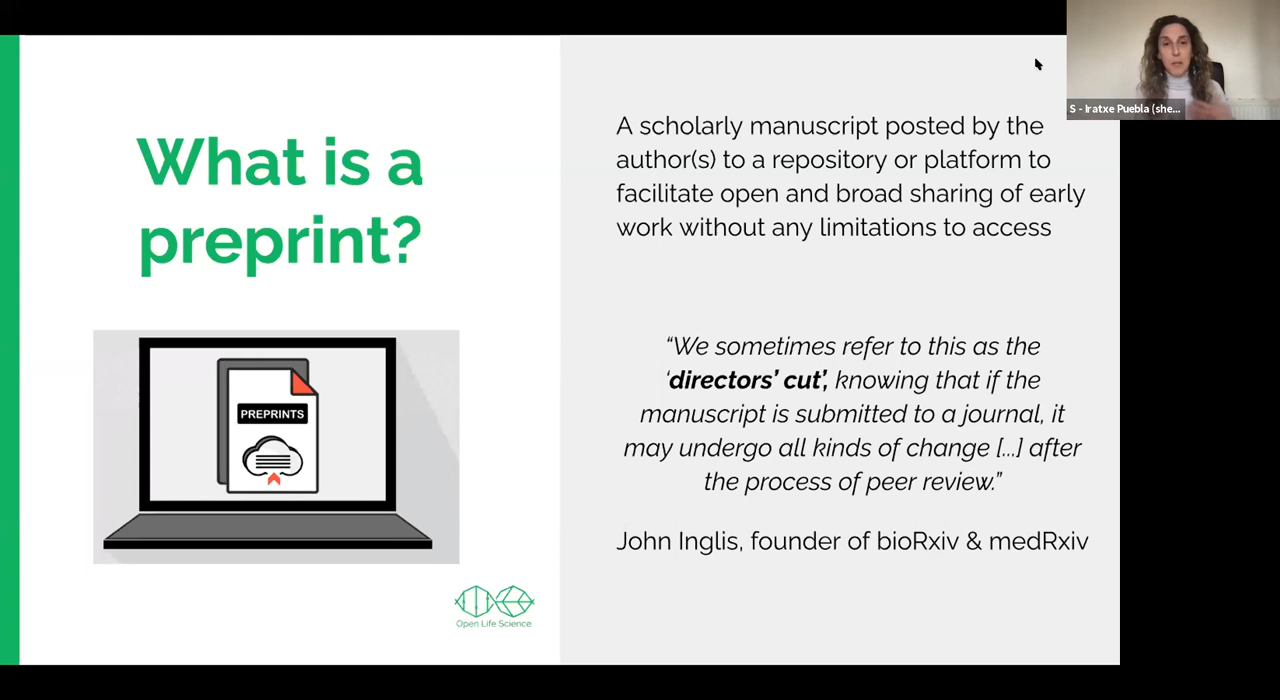 What is a
preprint?
PREPRINTS
Open Life Science
A scholarly manuscript posted by the
author(s) to a repository or platform to
facilitate open and broad sharing of early
work without any limitations to access
“We sometimes refer to this as the
‘directors’ cut’, knowing that if the
manuscript is submitted to a journal, it
may undergo all kinds of change [...] after
the process of peer review.”
John Inglis, founder of bioRxiv & medRxiv
S - Iratxe Puebla (she...